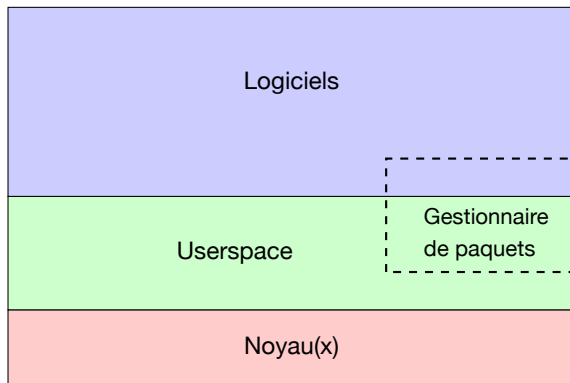 Logiciels
Gestionnaire
Userspace
de paquets
Noyau(x)